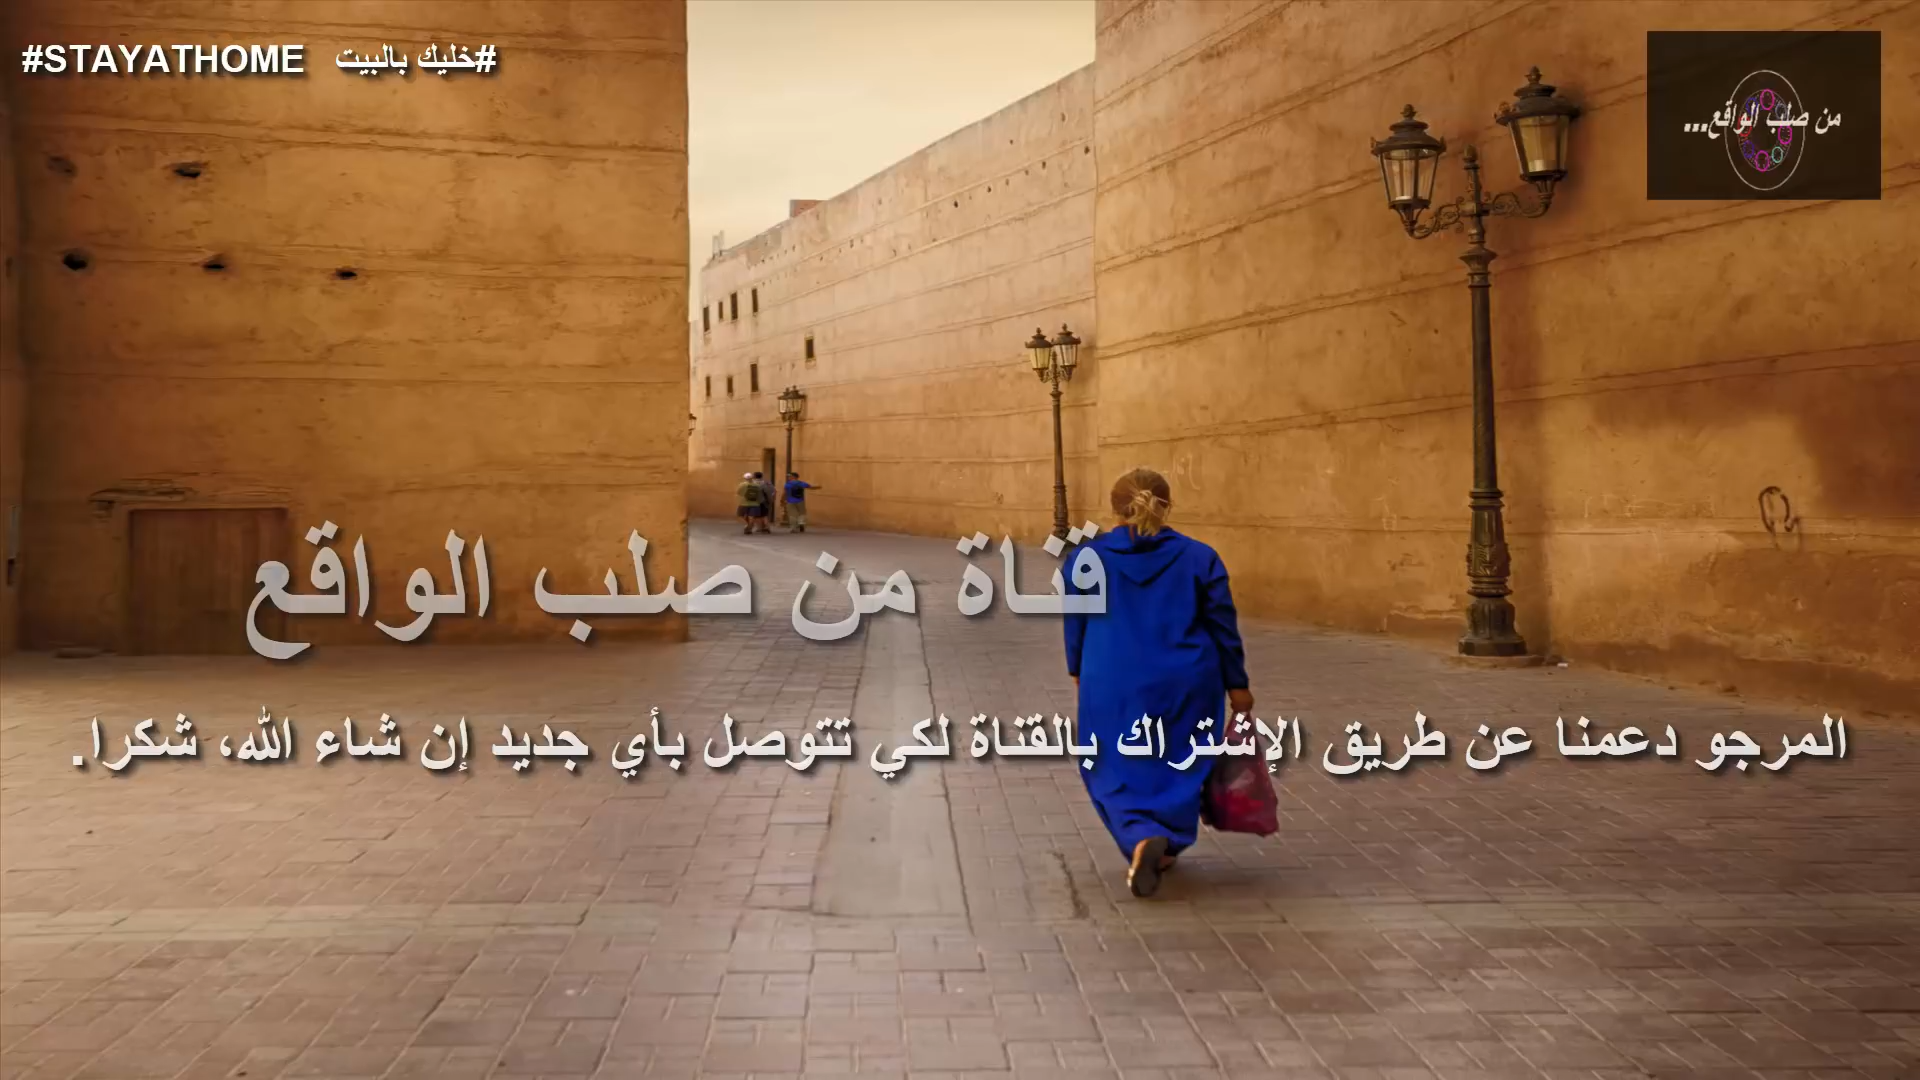 #STAYATHOME #خليك بالبيت
من صلب الواقع...
قناة من صلب الواقع
المرجو دعمنا عن طريق الإشتراك بالقناة لكي تتوصل بأي جديد إن شاء الله، شكرا.